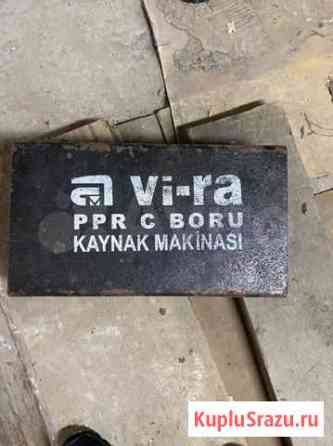 vi-ra
PPR C BORU
KAYNAK MAKİNASI
KupluSrazu.ru